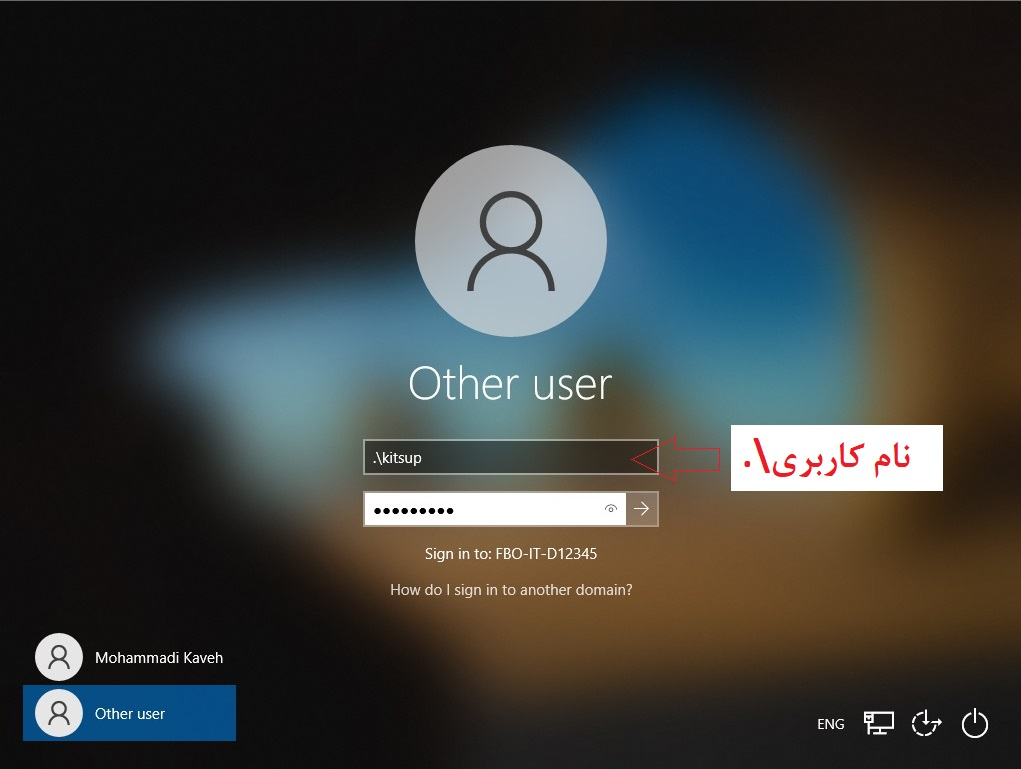 Other user
.\kitsup
نام کاربری\.
●●●●●●●●●
Sign in to: FBO-IT-D12345
How do I sign in to another domain?
Mohammadi Kaveh
Other user
ENG